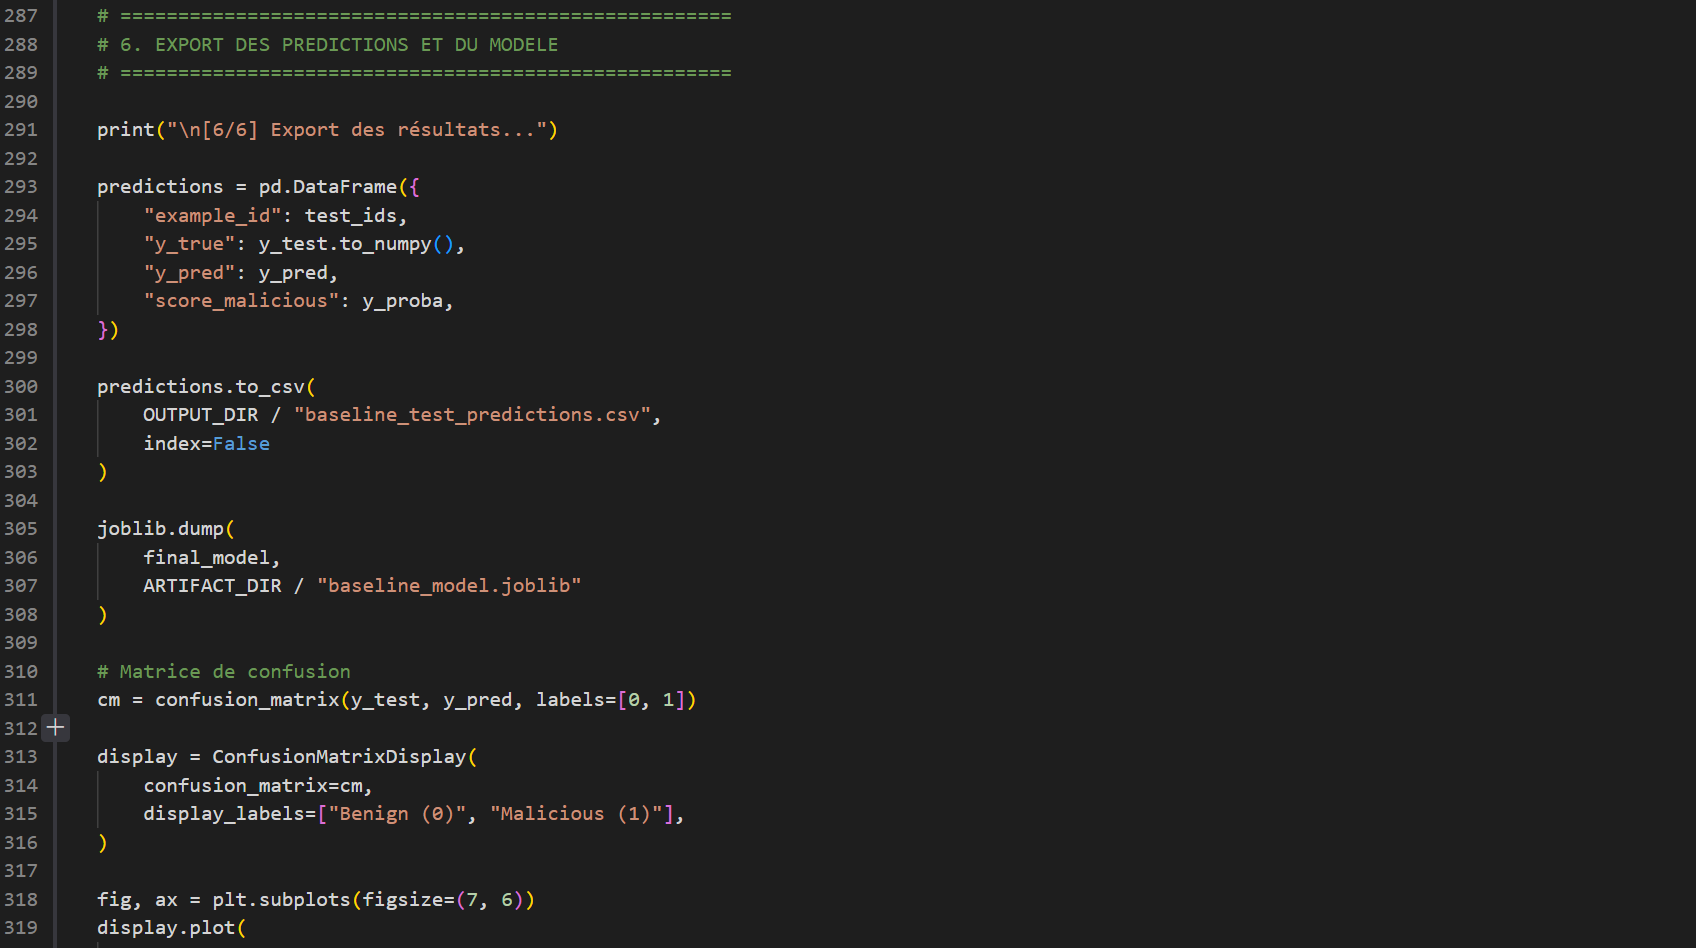 287 # =====================================================
288 # 6. EXPORT DES PREDICTIONS ET DU MODELE
289 # =====================================================
290
291 print("\n[6/6] Export des résultats...")
292
293 predictions = pd.DataFrame({
294     "example_id": test_ids,
295     "y_true": y_test.to_numpy(),
296     "y_pred": y_pred,
297     "score_malicious": y_proba,
298 })
299
300 predictions.to_csv(
301     OUTPUT_DIR / "baseline_test_predictions.csv",
302     index=False
303 )
304
305 joblib.dump(
306     final_model,
307     ARTIFACT_DIR / "baseline_model.joblib"
308 )
309
310 # Matrice de confusion
311 cm = confusion_matrix(y_test, y_pred, labels=[0, 1])
312
313 display = ConfusionMatrixDisplay(
314     confusion_matrix=cm,
315     display_labels=["Benign (0)", "Malicious (1)"],
316 )
317
318 fig, ax = plt.subplots(figsize=(7, 6))
319 display.plot(